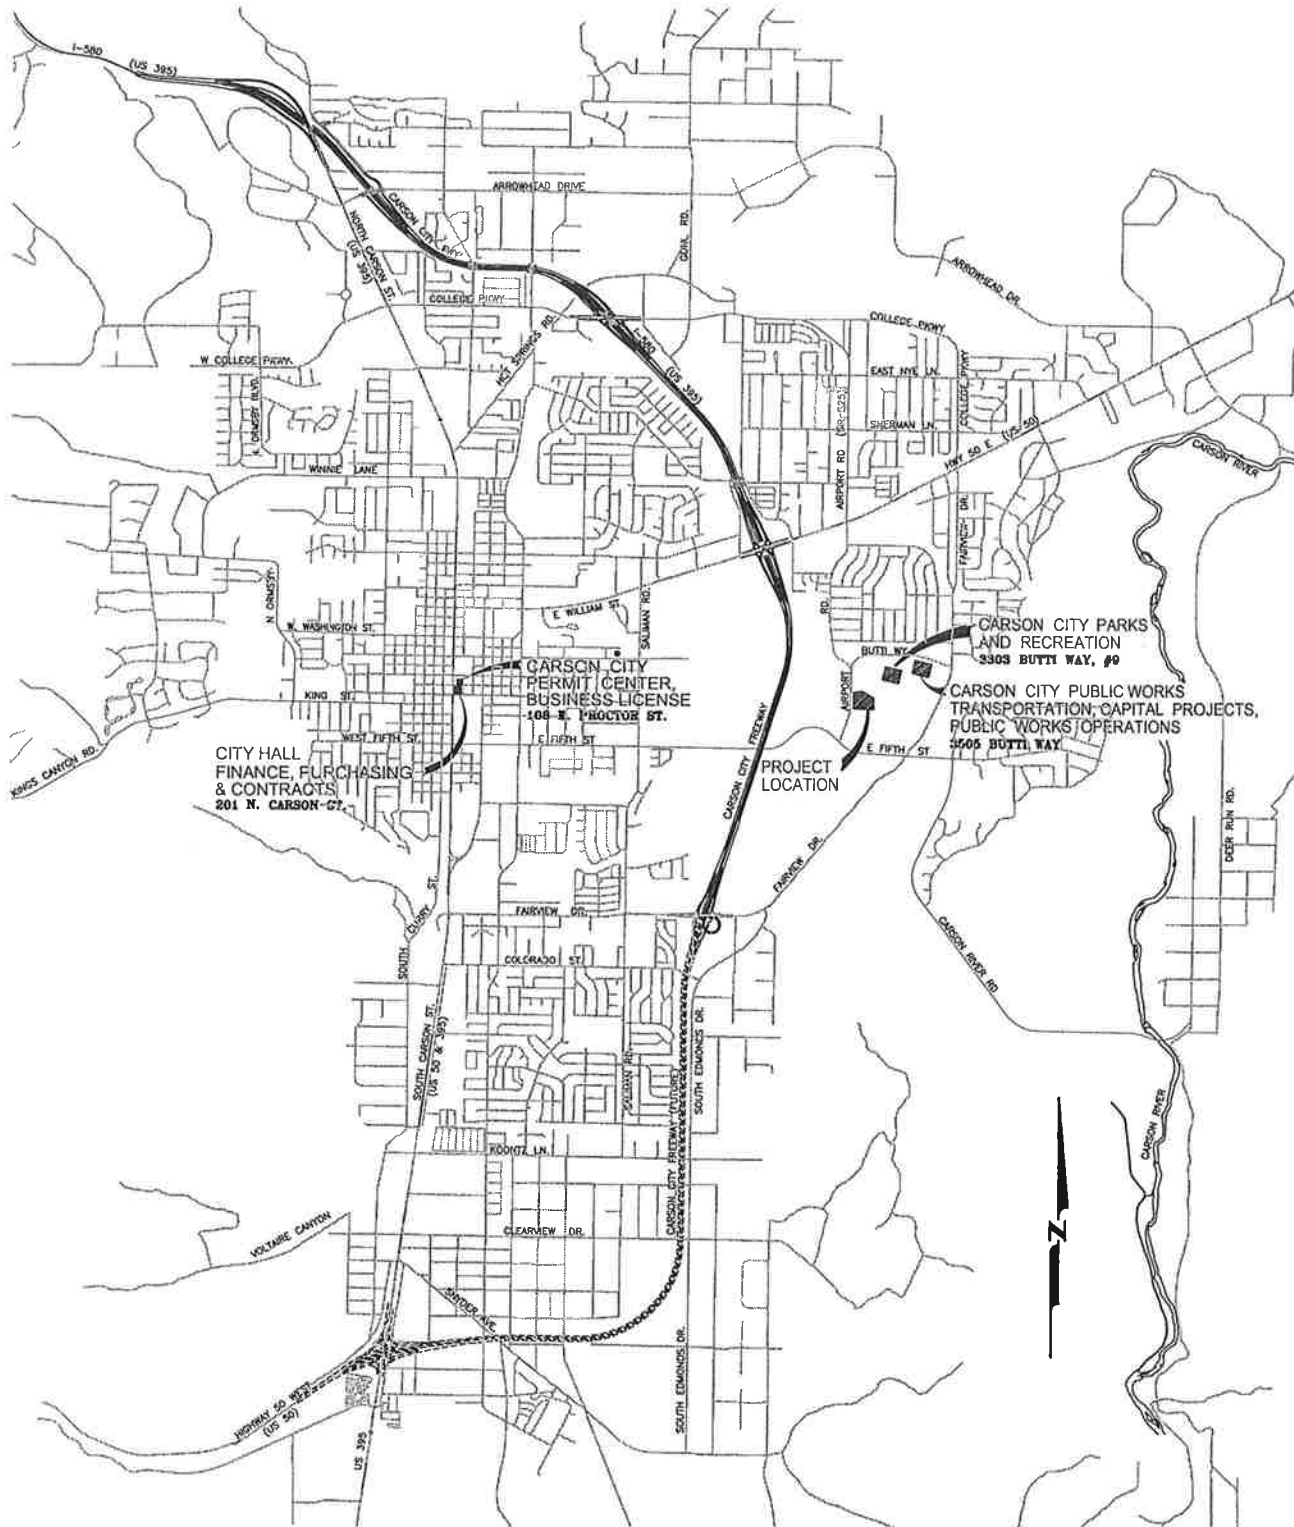 I-580
(US 395)
ARROWHEAD DRIVE
CARSON CITY PKWY.
NORTH CARSON ST.
(US 395)
GONI RD.
ARROWHEAD DR.
COLLEGE PKWY
HOT SPRINGS RD.
COLLEGE PKWY
I-580
(US 395)
W. COLLEGE PKWY.
N. ORMSBY BLVD.
EAST NYE LN.
COLLEGE PKWY
AIRPORT RD (SR-525)
SHERMAN LN.
HWY 50 E (US 50)
CARSON RIVER
WINNIE LANE
FAIRVIEW DR.
N ORMSBY
SALIMAN RD.
E WILLIAM ST
RD.
W. WASHINGTON ST.
BUTTI WY
CARSON CITY PARKS
AND RECREATION
3303 BUTTI WAY, #9
CARSON CITY
PERMIT CENTER,
BUSINESS LICENSE
108 E. PROCTOR ST.
AIRPORT
CARSON CITY PUBLIC WORKS
TRANSPORTATION, CAPITAL PROJECTS,
PUBLIC WORKS OPERATIONS
3505 BUTTI WAY
KING ST.
WEST FIFTH ST.
E FIFTH ST
E FIFTH ST
KINGS CANYON RD.
CITY HALL
FINANCE, PURCHASING
& CONTRACTS
201 N. CARSON ST.
PROJECT
LOCATION
CARSON CITY FREEWAY
DEER RUN RD.
FAIRVIEW DR.
SOUTH CURRY ST.
FAIRVIEW DR.
COLORADO ST.
CARSON RIVER RD
SOUTH CARSON ST.
(US 50 & 395)
SALIMAN RD.
CARSON CITY FREEWAY (FUTURE)
SOUTH EDMONDS DR.
CARSON RIVER
KOONTZ LN.
VOLTAIRE CANYON
CLEARVIEW DR.
N
SNYDER AVE.
SOUTH EDMONDS DR.
HIGHWAY 50 WEST
(US 50)
US 395